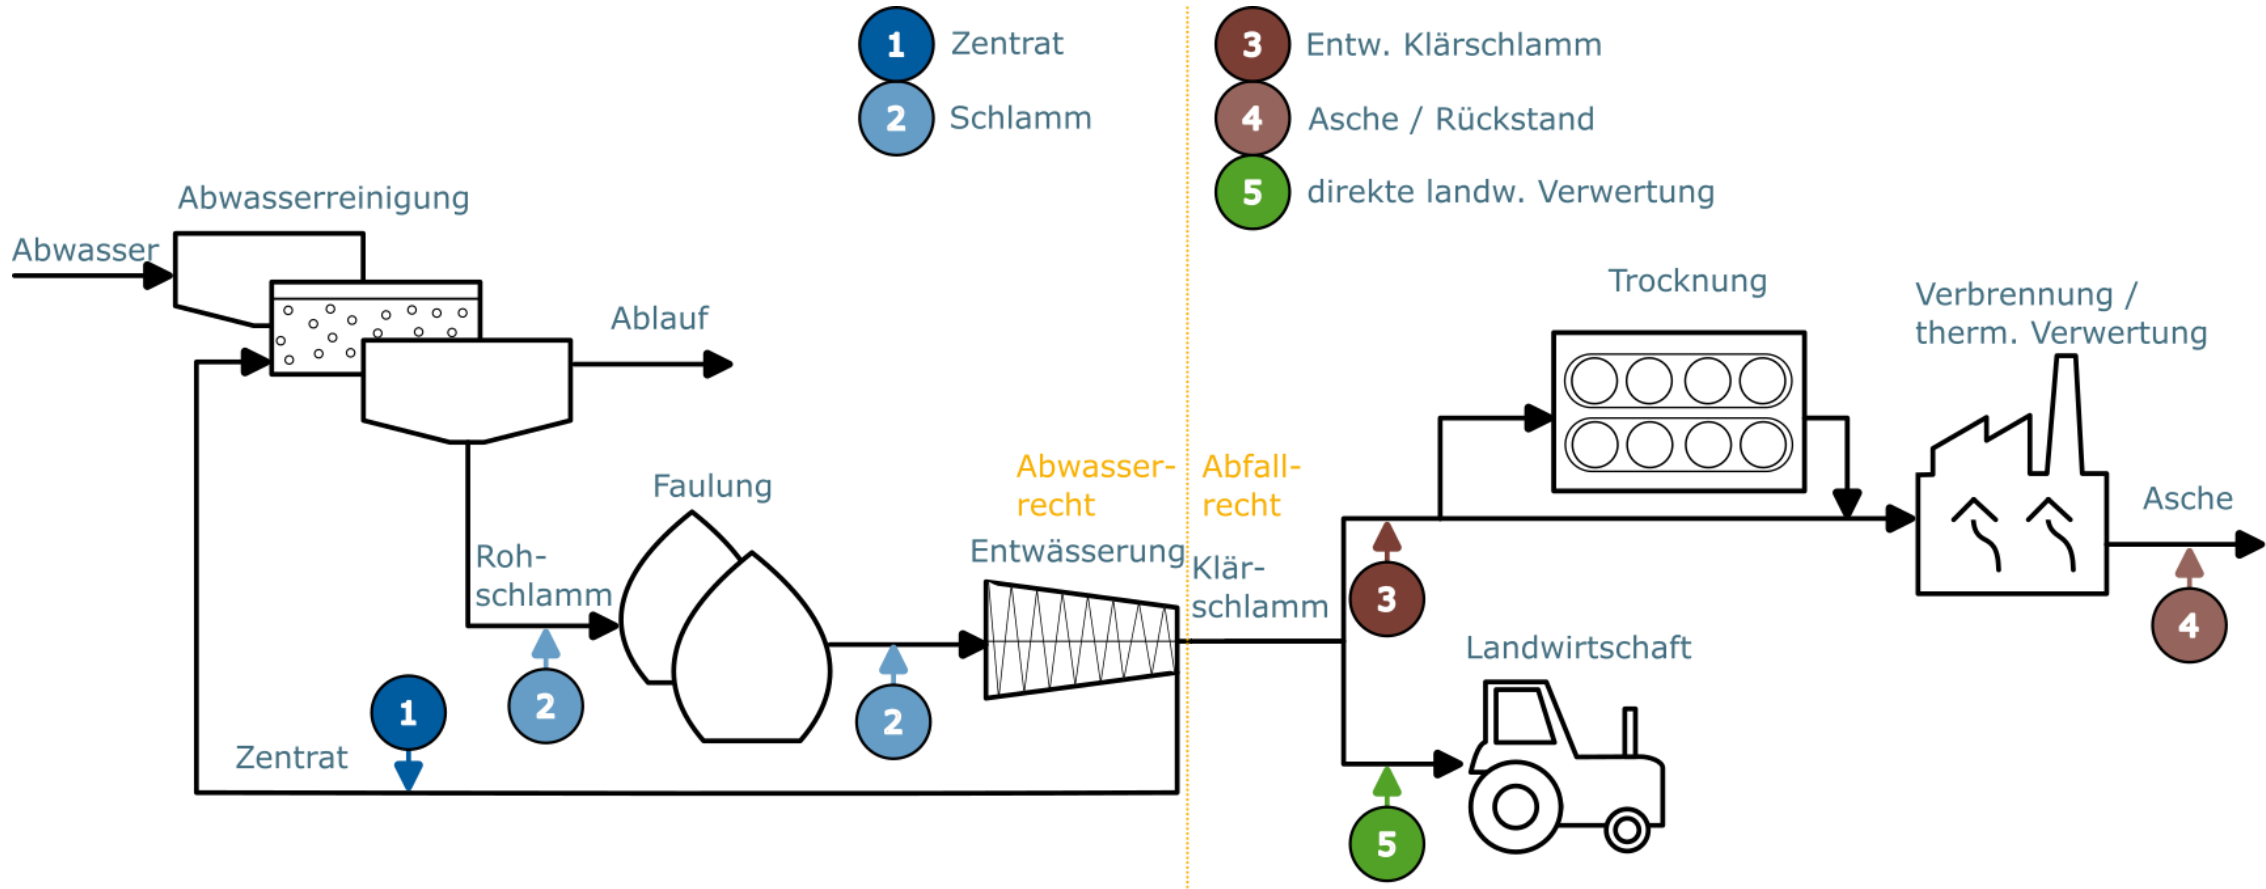 1 Zentrat
2 Schlamm
3 Entw. Klärschlamm
4 Asche / Rückstand
5 direkte landw. Verwertung
Abwasserreinigung
Abwasser
Ablauf
Trocknung
Verbrennung /
therm. Verwertung
Faulung
Abwasser-
recht
Abfall-
recht
Asche
Roh-
schlamm
Entwässerung
Klär-
schlamm
3
4
Landwirtschaft
2
2
1
Zentrat
5